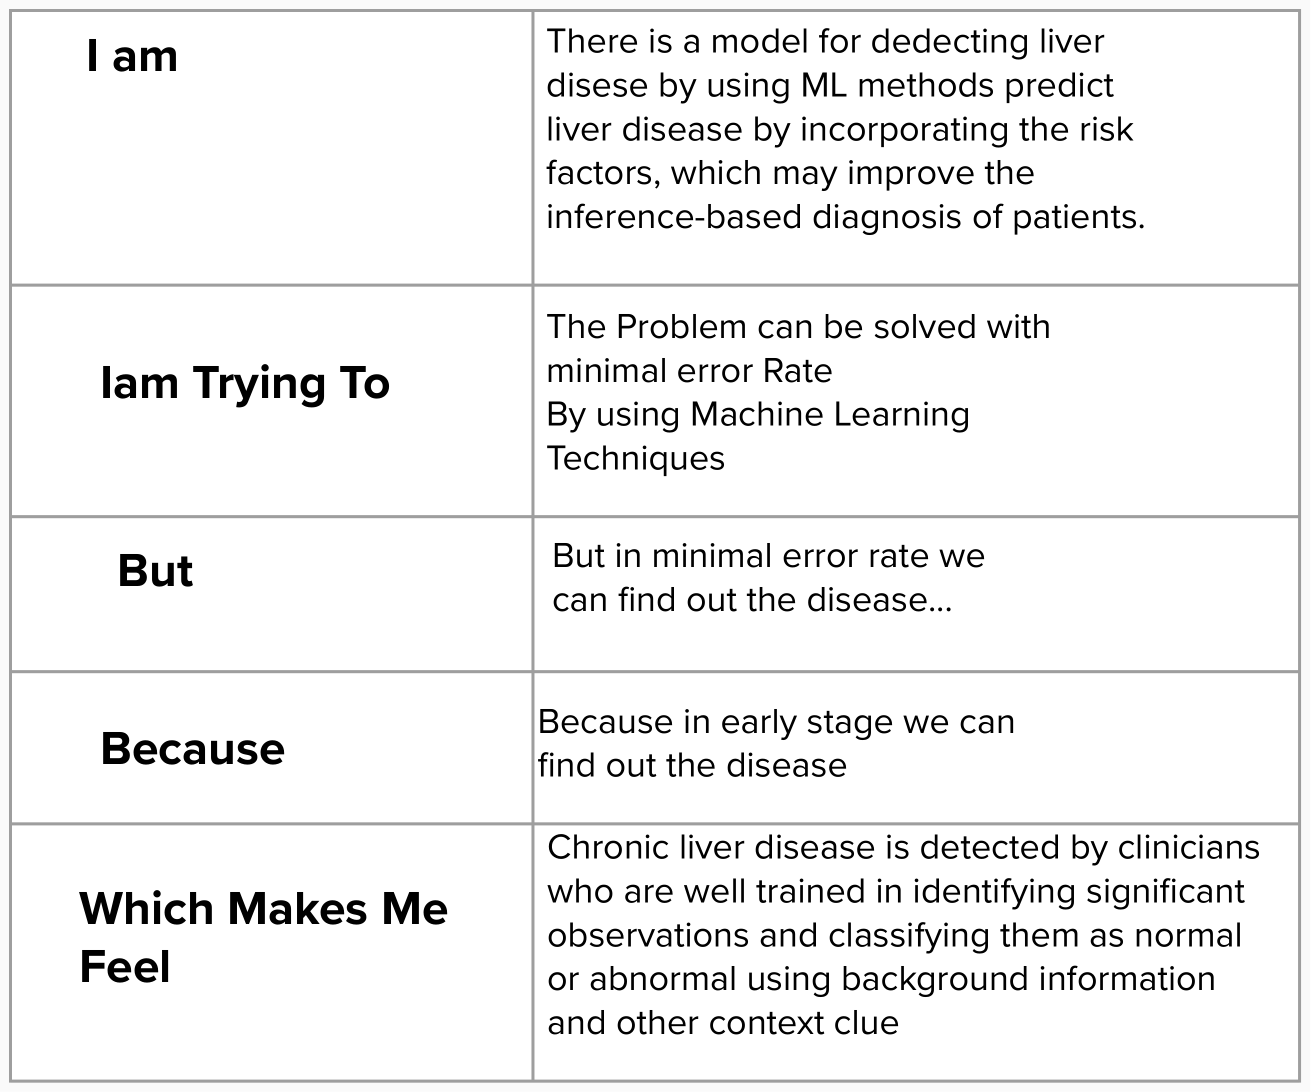 I am
There is a model for dedecting liver
disese by using ML methods predict
liver disease by incorporating the risk
factors, which may improve the
inference-based diagnosis of patients.
Iam Trying To
The Problem can be solved with
minimal error Rate
By using Machine Learning
Techniques
But
But in minimal error rate we
can find out the disease...
Because
Because in early stage we can
find out the disease
Which Makes Me
Feel
Chronic liver disease is detected by clinicians
who are well trained in identifying significant
observations and classifying them as normal
or abnormal using background information
and other context clue